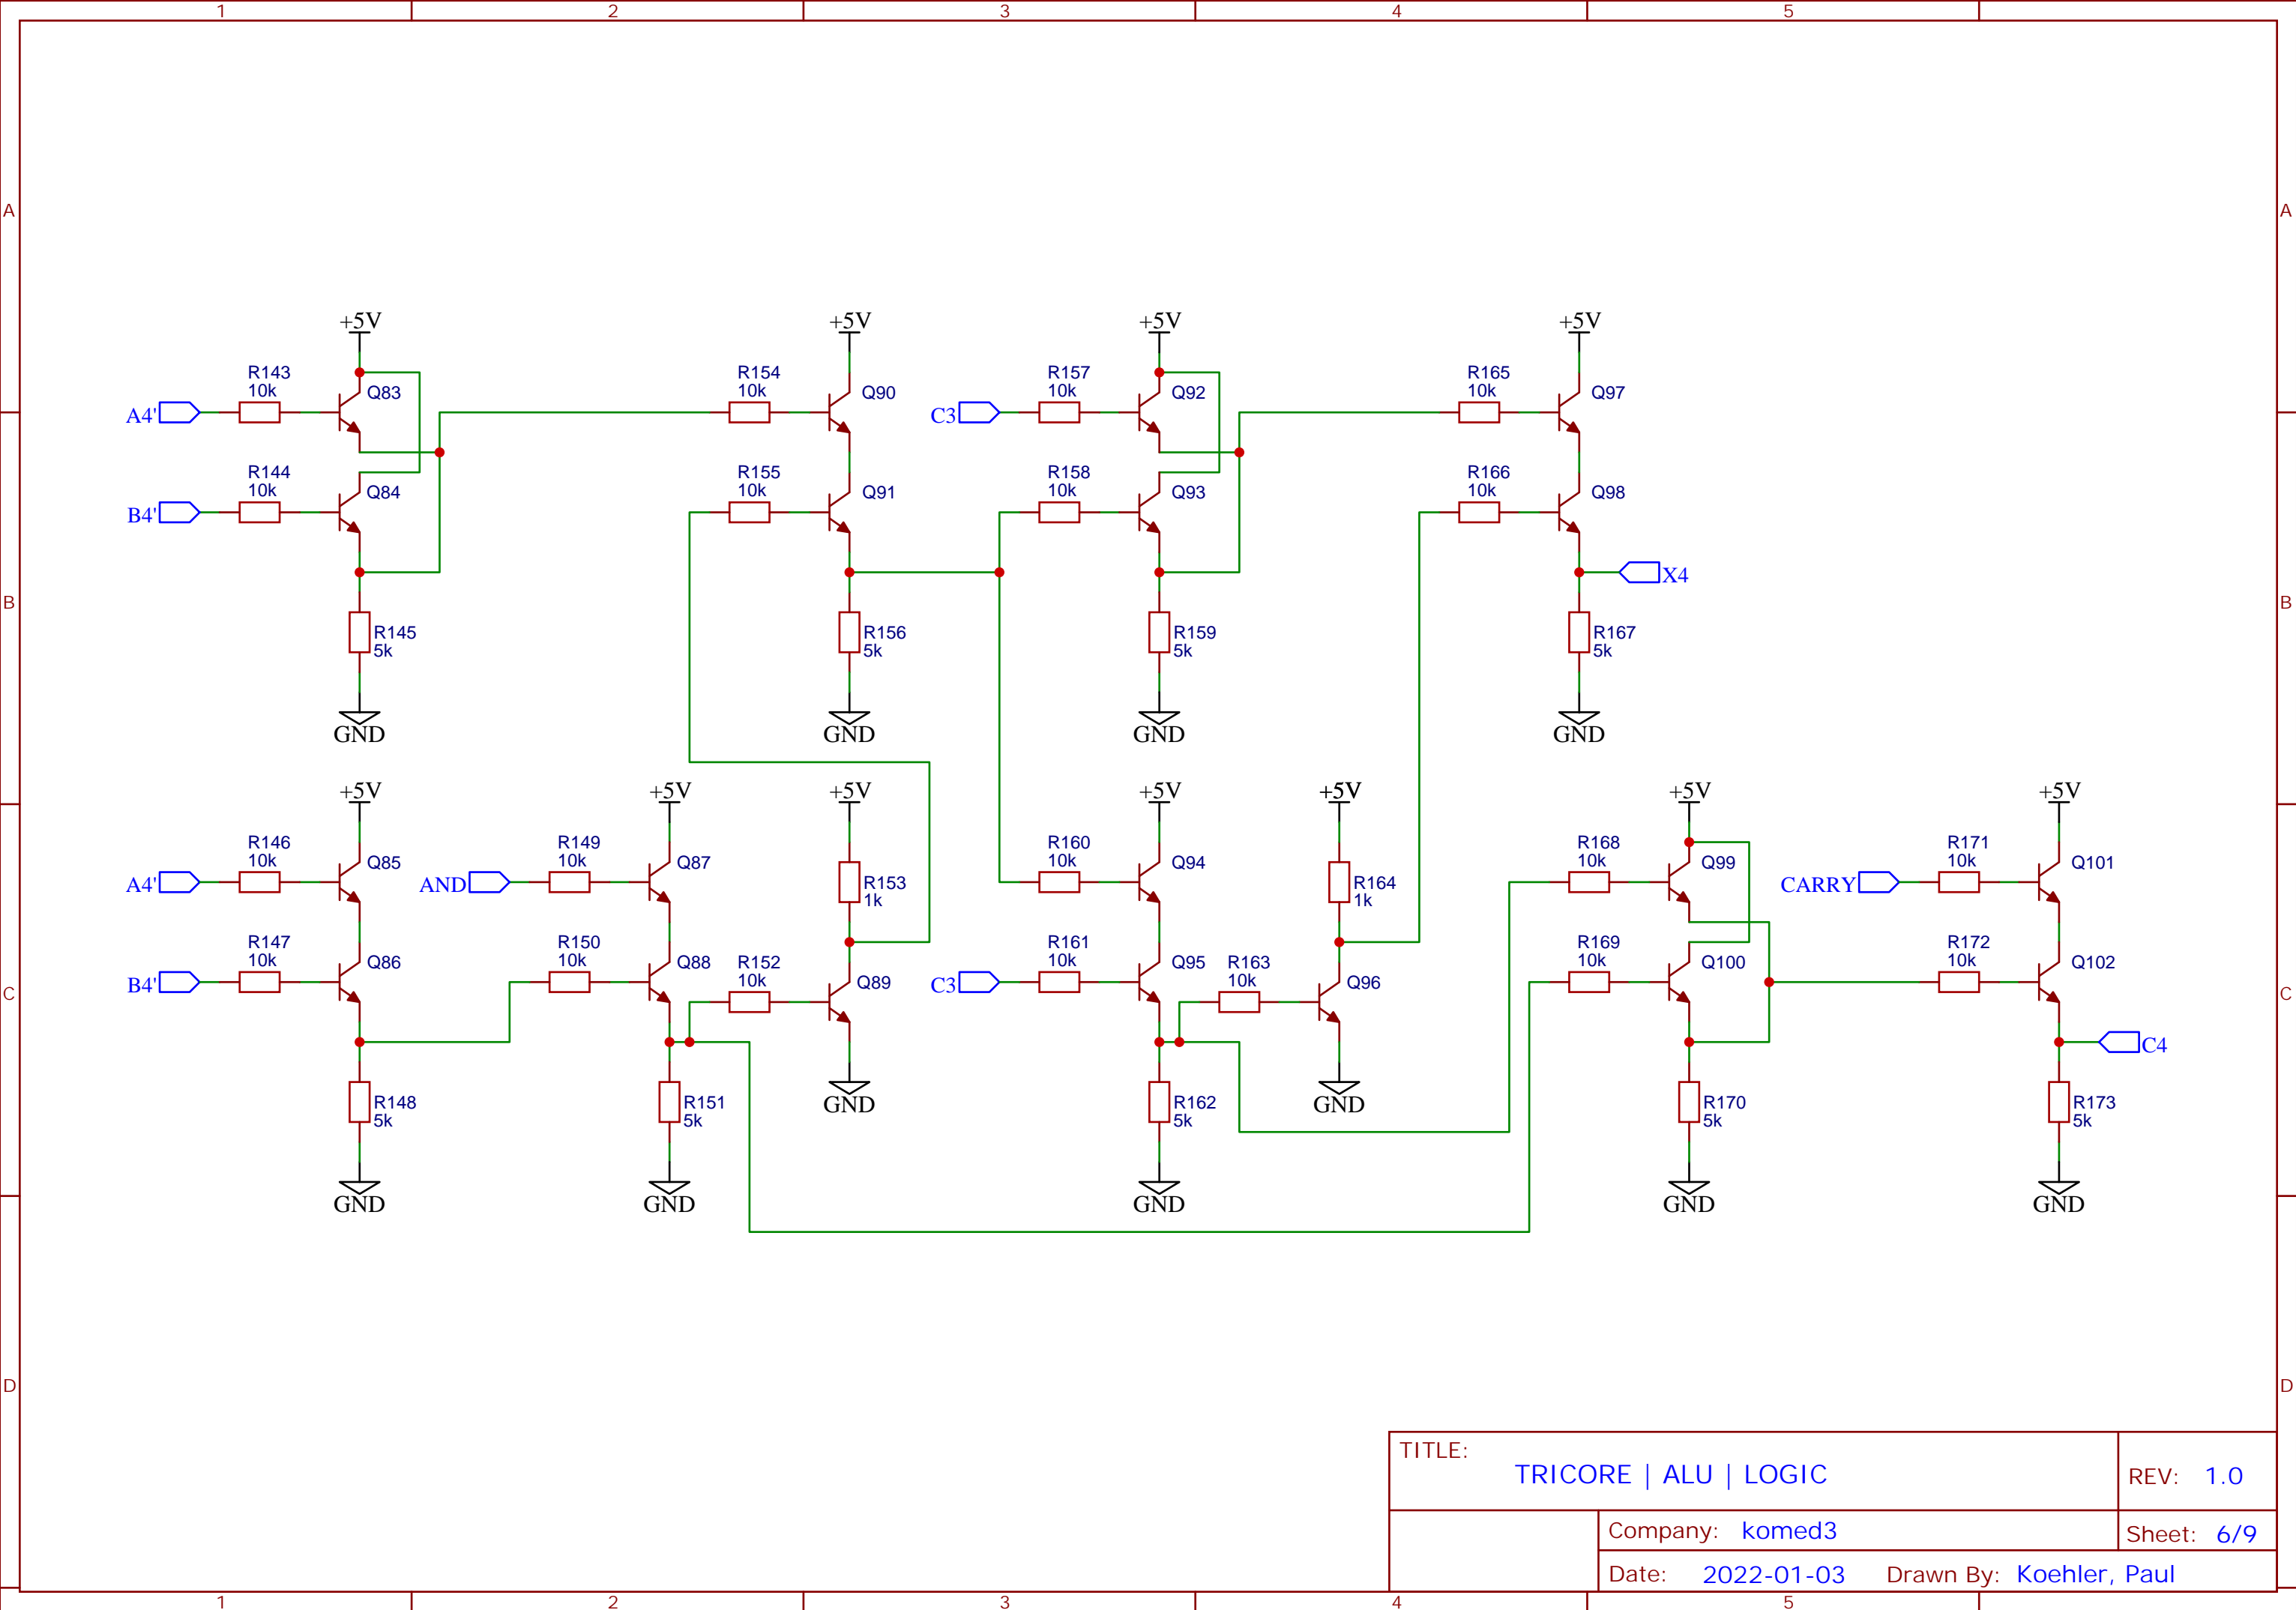 1 2 3 4 5
A A
B B
C C
D D
+5V +5V +5V +5V
R143
10k
Q83
A4'
R154
10k
Q90
R157
10k
Q92
C3
R165
10k
Q97
R144
10k
Q84
B4'
R155
10k
Q91
R158
10k
Q93
R166
10k
Q98
X4
R145
5k
R156
5k
R159
5k
R167
5k
GND GND GND GND
+5V +5V +5V +5V +5V +5V +5V
R146
10k
Q85
A4'
R149
10k
Q87
AND
R153
1k
R160
10k
Q94
R164
1k
R168
10k
Q99
CARRY
R171
10k
Q101
R147
10k
Q86
B4'
R150
10k
Q88
R152
10k
Q89
R161
10k
Q95
C3
R163
10k
Q96
R169
10k
Q100
R172
10k
Q102
C4
R148
5k
R151
5k
GND
R162
5k
GND
R170
5k
R173
5k
GND GND GND GND GND
TITLE:
TRICORE | ALU | LOGIC
REV: 1.0
Company: komed3
Sheet: 6/9
Date: 2022-01-03 Drawn By: Koehler, Paul
1 2 3 4 5